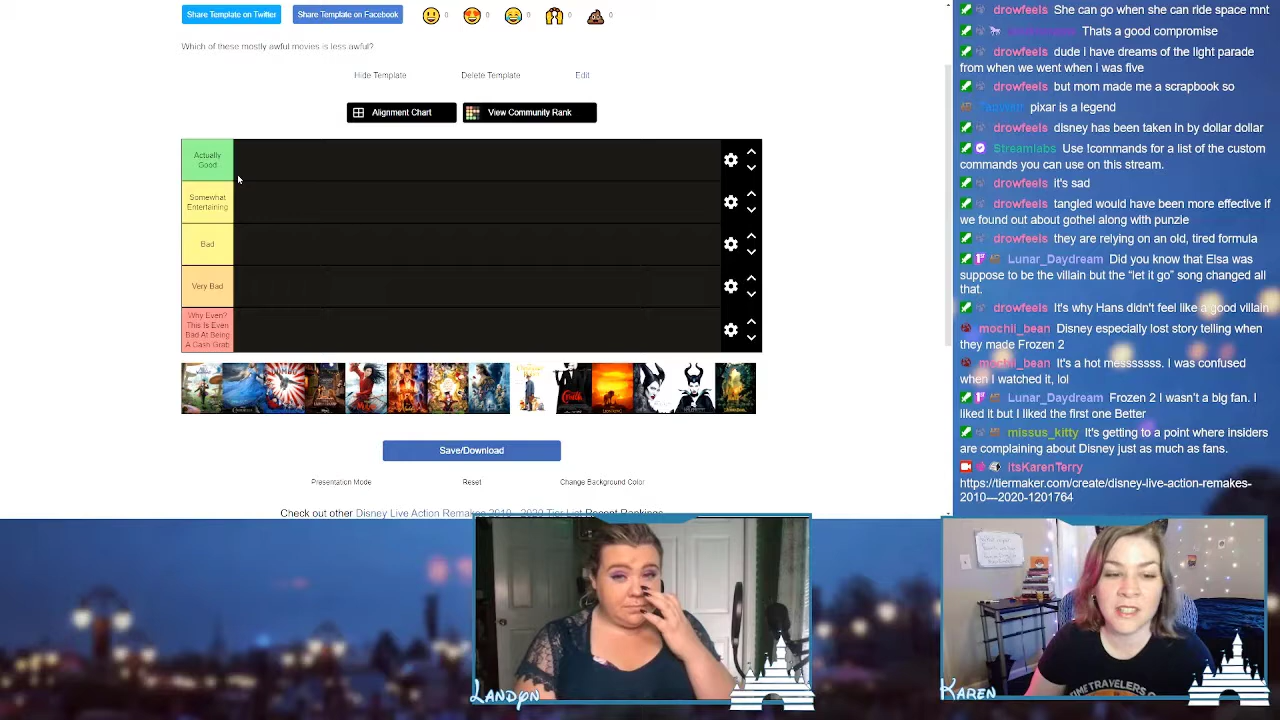 Share Template on Twitter
Share Template on Facebook
0
0
0
0
0
Which of these mostly awful movies is less awful?
Hide Template
Delete Template
Edit
Alignment Chart
View Community Rank
Actually
Good
Somewhat
Entertaining
Bad
Very Bad
Why Even?
This Is Even
Bad At Being
A Cash Grab
Save/Download
Presentation Mode
Reset
Change Background Color
Check out other Disney Live Action Remakes 2010 - 2020 Tier List Recent Rankings
drowfeels She can go when she can ride space mnt
Thats a good compromise
drowfeels dude I have dreams of the light parade
from when we went when I was five
drowfeels but mom made me a scrapbook so
pixar is a legend
drowfeels disney has been taken in by dollar dollar
Streamlabs Use !commands for a list of the custom
commands you can use on this stream.
drowfeels it's sad
drowfeels tangled would have been more effective if
we found out about gothel along with punzle
drowfeels they are relying on an old, tired formula
Lunar_Daydream Did you know that Elsa was
suppose to be the villain but the “let it go” song changed all
that.
drowfeels It's why Hans didn't feel like a good villain
mochii_bean Disney especially lost story telling when
they made Frozen 2
mochii_bean It's a hot messssssss. I was confused
when I watched it, lol
Lunar_Daydream Frozen 2 I wasn't a big fan. I
liked it but I liked the first one Better
missus_kitty It's getting to a point where insiders
are complaining about Disney just as much as fans.
itsKarenTerry
https://tiermaker.com/create/disney-live-action-remakes-
2010—2020-1201764
LANDYN
KAREN
TIME TRAVELERS